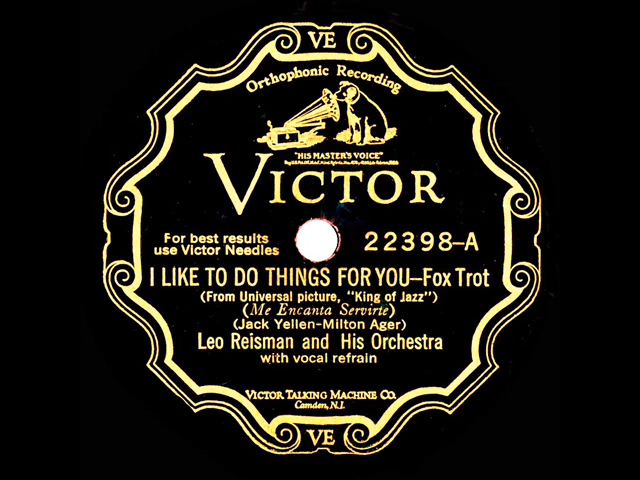 VE
Orthophonic Recording
"HIS MASTER'S VOICE"
VICTOR
For best results
use Victor Needles
22398-A
I LIKE TO DO THINGS FOR YOU—Fox Trot
(From Universal picture, "King of Jazz")
(Me Encanta Servirte)
(Jack Yellen-Milton Ager)
Leo Reisman and His Orchestra
with vocal refrain
VICTOR TALKING MACHINE CO.
Camden, N.J.
VE